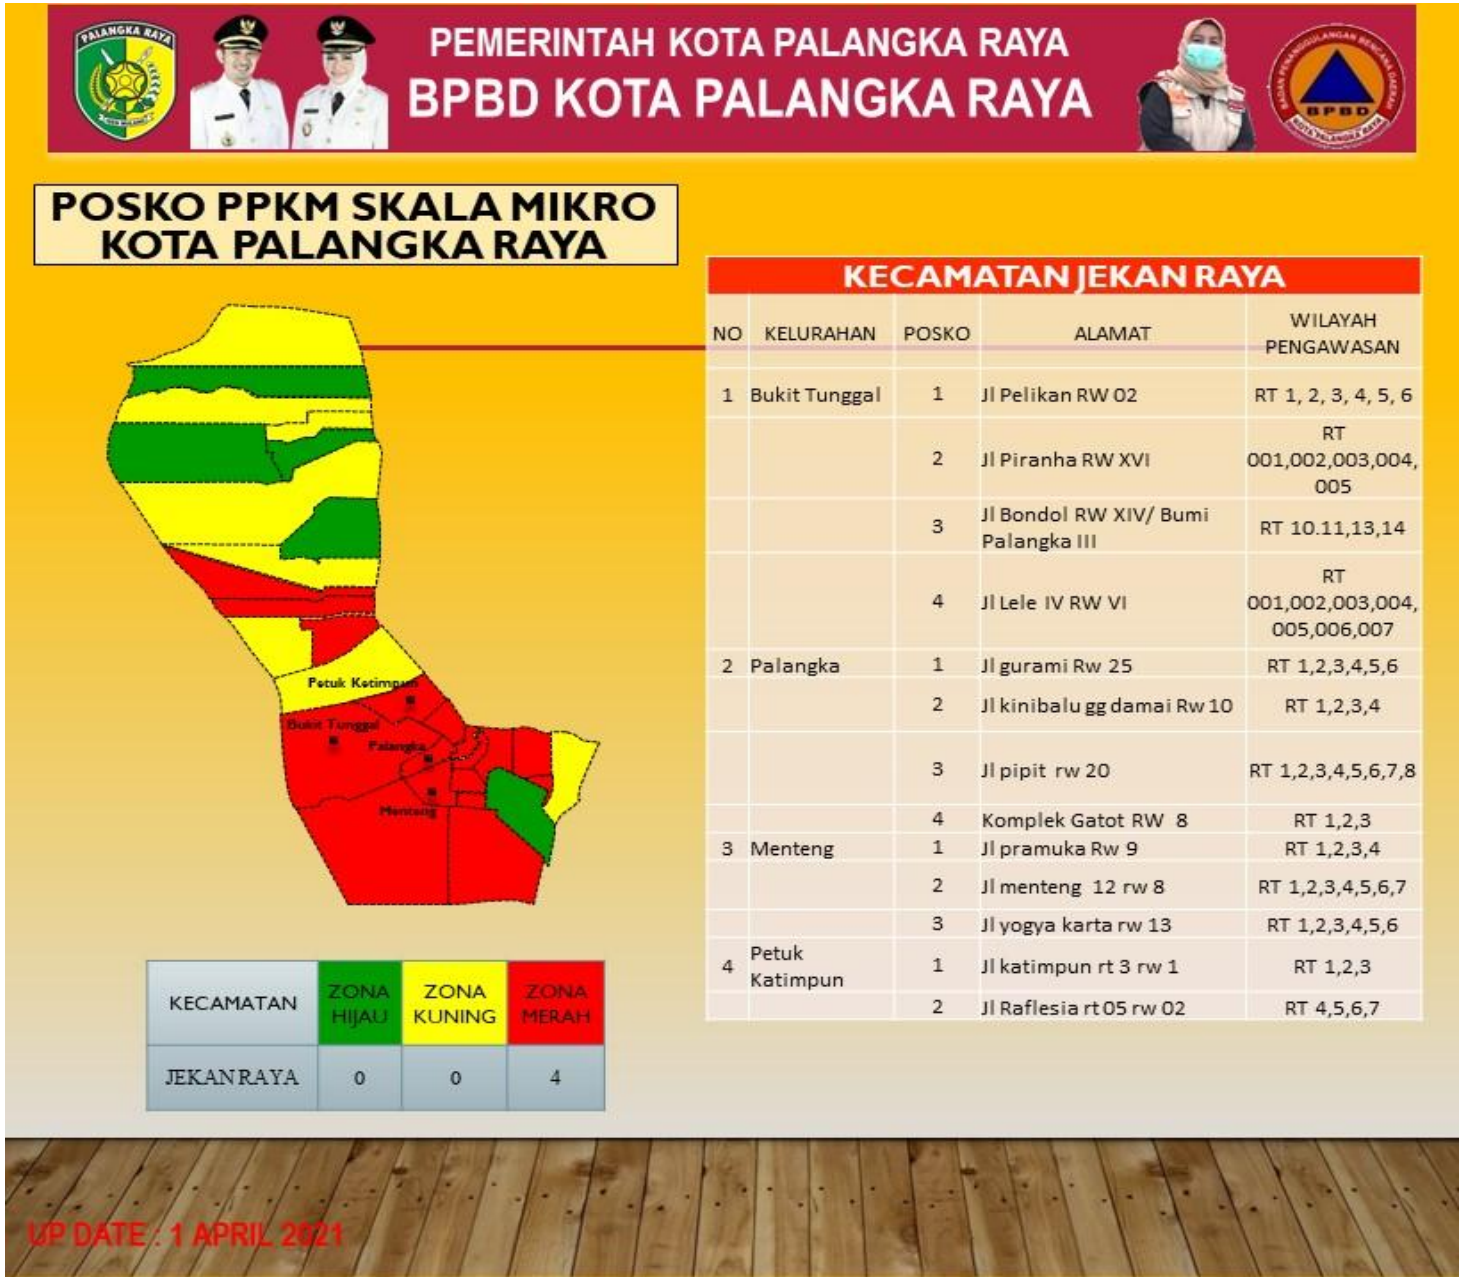 PALANGKA RAYA
PEMERINTAH KOTA PALANGKA RAYA
BPBD KOTA PALANGKA RAYA
BADAN PENANGGULANGAN BENCANA DAERAH
BPBD
KOTA PALANGKA RAYA
POSKO PPKM SKALA MIKRO
KOTA PALANGKA RAYA
KECAMATAN JEKAN RAYA
NO KELURAHAN POSKO ALAMAT WILAYAH PENGAWASAN
1 Bukit Tunggal 1 Jl Pelikan RW 02 RT 1, 2, 3, 4, 5, 6
2 Jl Piranha RW XVI RT 001,002,003,004,
005
3 Jl Bondol RW XIV/ Bumi
Palangka III RT 10.11,13,14
4 Jl Lele IV RW VI RT 001,002,003,004,
005,006,007
2 Palangka 1 Jl gurami Rw 25 RT 1,2,3,4,5,6
2 Jl kinibalu gg damai Rw 10 RT 1,2,3,4
3 Jl pipit rw 20 RT 1,2,3,4,5,6,7,8
4 Komplek Gatot RW 8 RT 1,2,3
3 Menteng 1 Jl pramuka Rw 9 RT 1,2,3,4
2 Jl menteng 12 rw 8 RT 1,2,3,4,5,6,7
3 Jl yogya karta rw 13 RT 1,2,3,4,5,6
4 Petuk
Katimpun 1 Jl katimpun rt 3 rw 1 RT 1,2,3
2 Jl Raflesia rt 05 rw 02 RT 4,5,6,7
Petuk Ketimpun
Bukit Tunggal
Palangka
Menteng
KECAMATAN ZONA HIJAU ZONA KUNING ZONA MERAH
JEKAN RAYA 0 0 4
UP DATE : 1 APRIL 2021